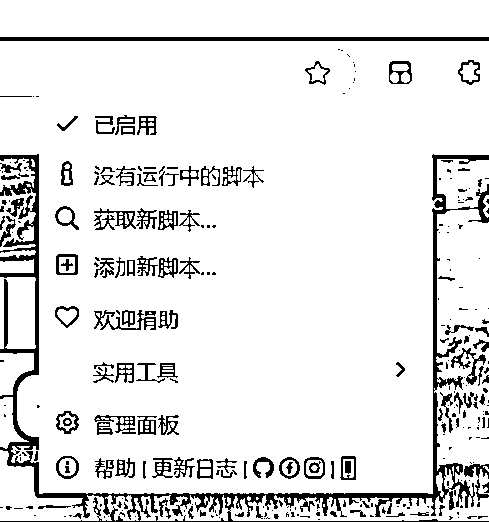 已启用
没有运行中的脚本
获取新脚本...
添加新脚本...
欢迎捐助
实用工具
管理面板
帮助 | 更新日志 |